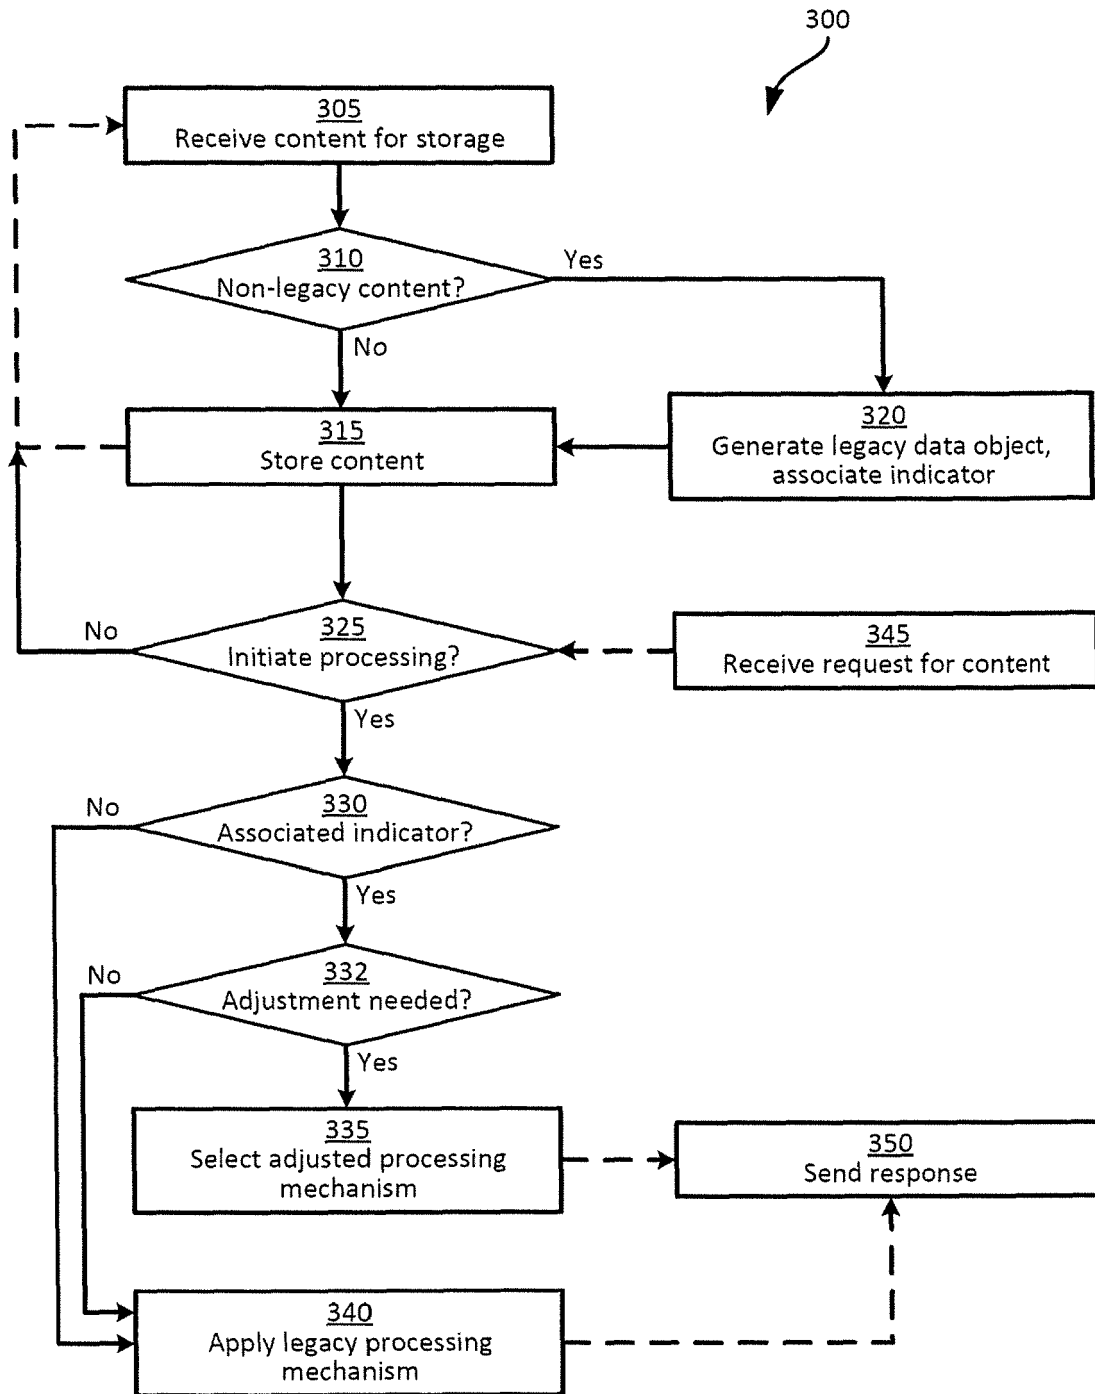 300
305
Receive content for storage
310
Non-legacy content?
Yes
No
315
Store content
320
Generate legacy data object,
associate indicator
No
325
Initiate processing?
345
Receive request for content
Yes
No
330
Associated indicator?
Yes
No
332
Adjustment needed?
Yes
335
Select adjusted processing
mechanism
350
Send response
340
Apply legacy processing
mechanism